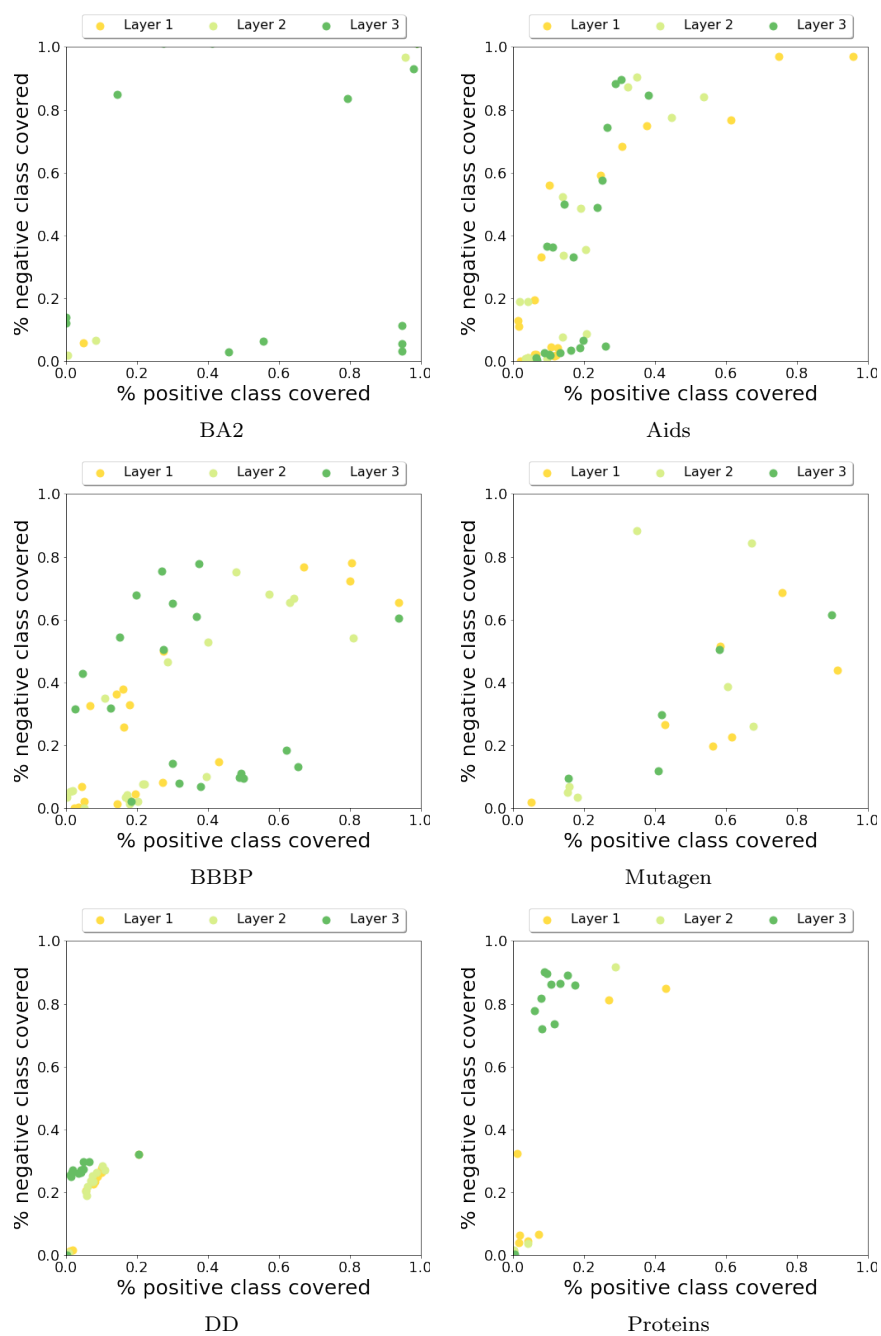 Layer 1 Layer 2 Layer 3
1.0
0.8
0.6
0.4
0.2
0.0
% negative class covered
0.0 0.2 0.4 0.6 0.8 1.0
% positive class covered
BA2
Layer 1 Layer 2 Layer 3
1.0
0.8
0.6
0.4
0.2
0.0
% negative class covered
0.0 0.2 0.4 0.6 0.8 1.0
% positive class covered
Aids
Layer 1 Layer 2 Layer 3
1.0
0.8
0.6
0.4
0.2
0.0
% negative class covered
0.0 0.2 0.4 0.6 0.8 1.0
% positive class covered
BBBP
Layer 1 Layer 2 Layer 3
1.0
0.8
0.6
0.4
0.2
0.0
% negative class covered
0.0 0.2 0.4 0.6 0.8 1.0
% positive class covered
Mutagen
Layer 1 Layer 2 Layer 3
1.0
0.8
0.6
0.4
0.2
0.0
% negative class covered
0.0 0.2 0.4 0.6 0.8 1.0
% positive class covered
DD
Layer 1 Layer 2 Layer 3
1.0
0.8
0.6
0.4
0.2
0.0
% negative class covered
0.0 0.2 0.4 0.6 0.8 1.0
% positive class covered
Proteins